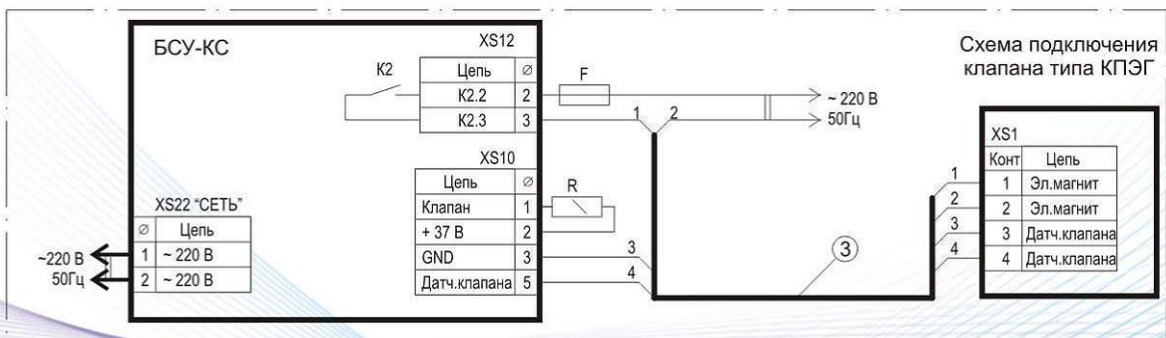 БСУ-КС
XS12
Цепь ∅
К2
К2.2 2
К2.3 3
F
1 2
~ 220 В
50Гц
XS10
Цепь ∅
Клапан 1
+ 37 В 2
GND 3
Датч.клапана 5
R
3
4
XS22 “СЕТЬ”
∅ Цепь
1 ~ 220 В
2 ~ 220 В
~220 В
50Гц
3
Схема подключения
клапана типа КПЭГ
XS1
Конт Цепь
1 Эл.магнит
2 Эл.магнит
3 Датч.клапана
4 Датч.клапана
1
2
3
4